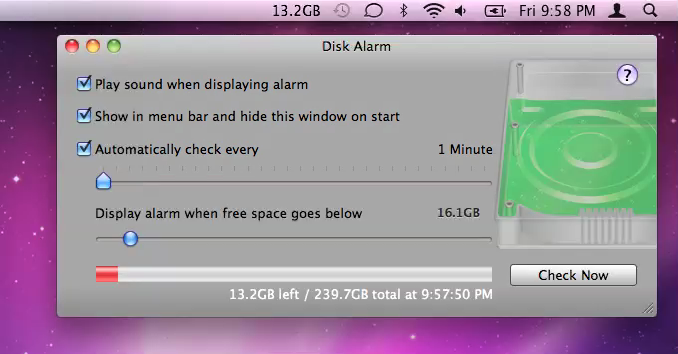 13.2GB Fri 9:58 PM
Disk Alarm
?
Play sound when displaying alarm
Show in menu bar and hide this window on start
Automatically check every 1 Minute
Display alarm when free space goes below 16.1GB
Check Now
13.2GB left / 239.7GB total at 9:57:50 PM